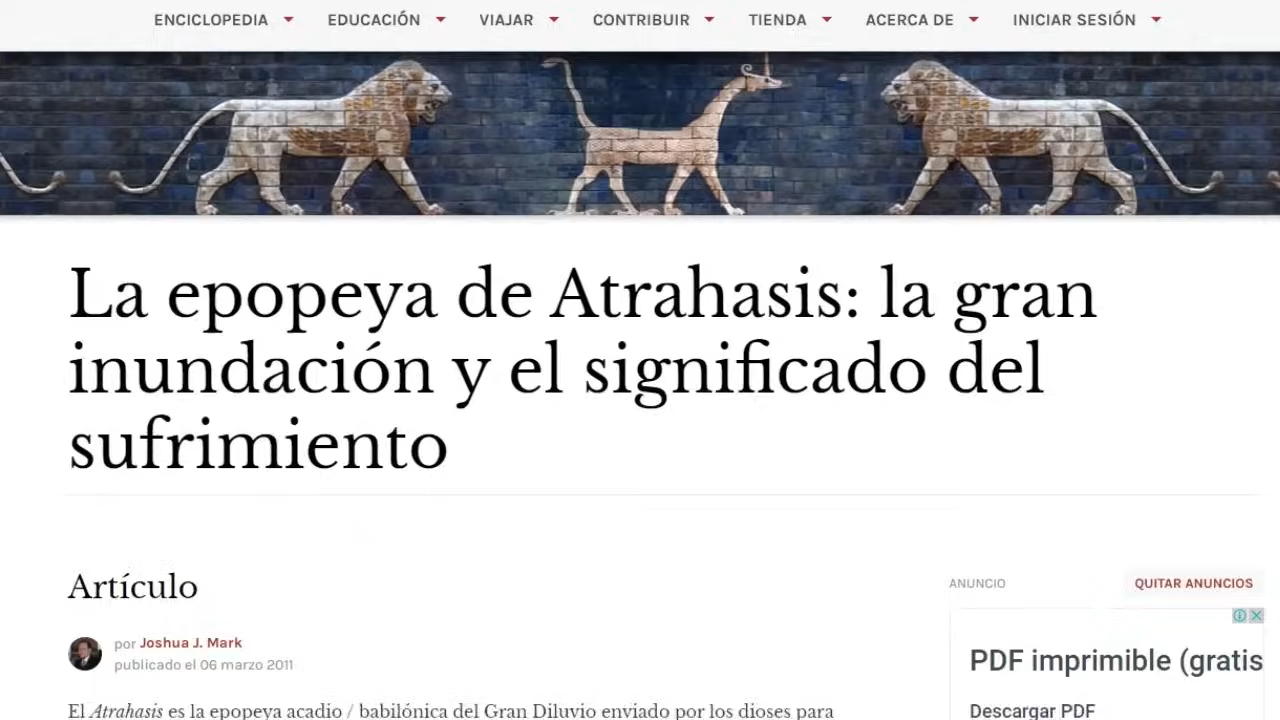 ENCICLOPEDIA EDUCACIÓN VIAJAR CONTRIBUIR TIENDA ACERCA DE INICIAR SESIÓN
La epopeya de Atrahasis: la gran
inundación y el significado del
sufrimiento
Artículo
por Joshua J. Mark
publicado el 06 marzo 2011
El Atrahasis es la epopeya acadio / babilónica del Gran Diluvio enviado por los dioses para
ANUNCIO QUITAR ANUNCIOS
PDF imprimible (gratis
Descargar PDF